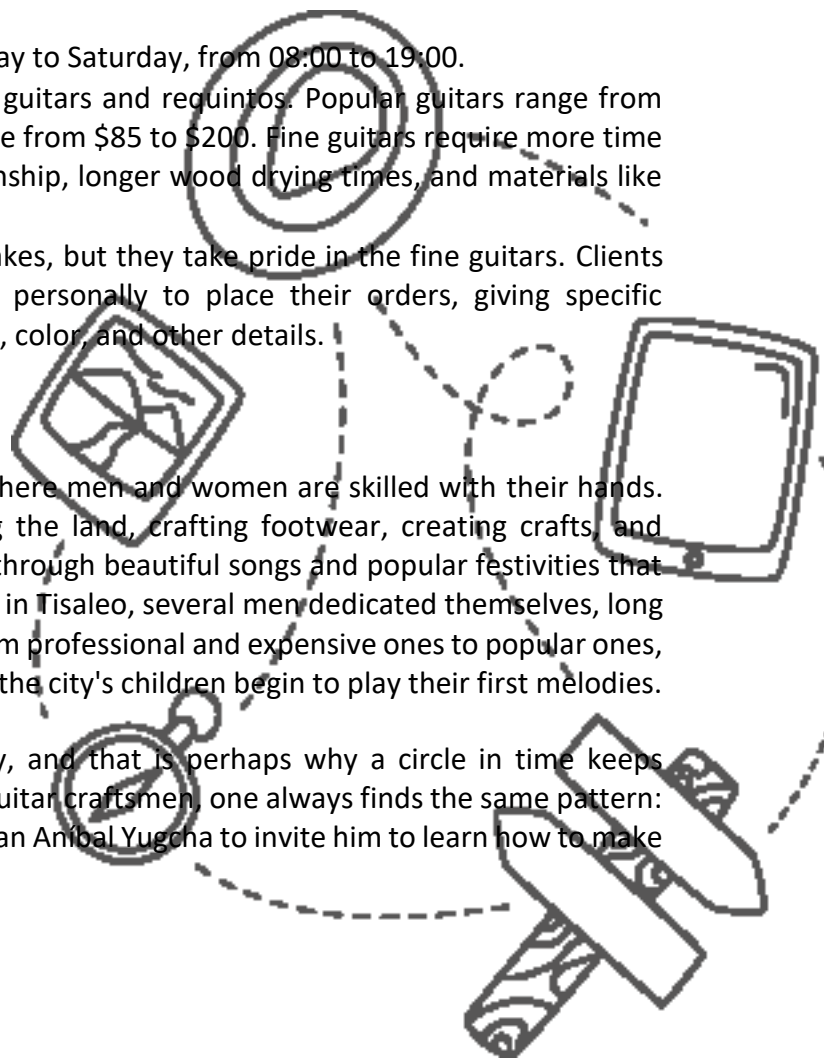 ay to Saturday, from 08:00 to 19:00.
guitars and requintos. Popular guitars range from
e from $85 to $200. Fine guitars require more time
nship, longer wood drying times, and materials like
akes, but they take pride in the fine guitars. Clients
personally to place their orders, giving specific
, color, and other details.
here men and women are skilled with their hands.
g the land, crafting footwear, creating crafts, and
through beautiful songs and popular festivities that
in Tisaleo, several men dedicated themselves, long
m professional and expensive ones to popular ones,
the city's children begin to play their first melodies.
y, and that is perhaps why a circle in time keeps
uitar craftsmen, one always finds the same pattern:
an Aníbal Yugcha to invite him to learn how to make